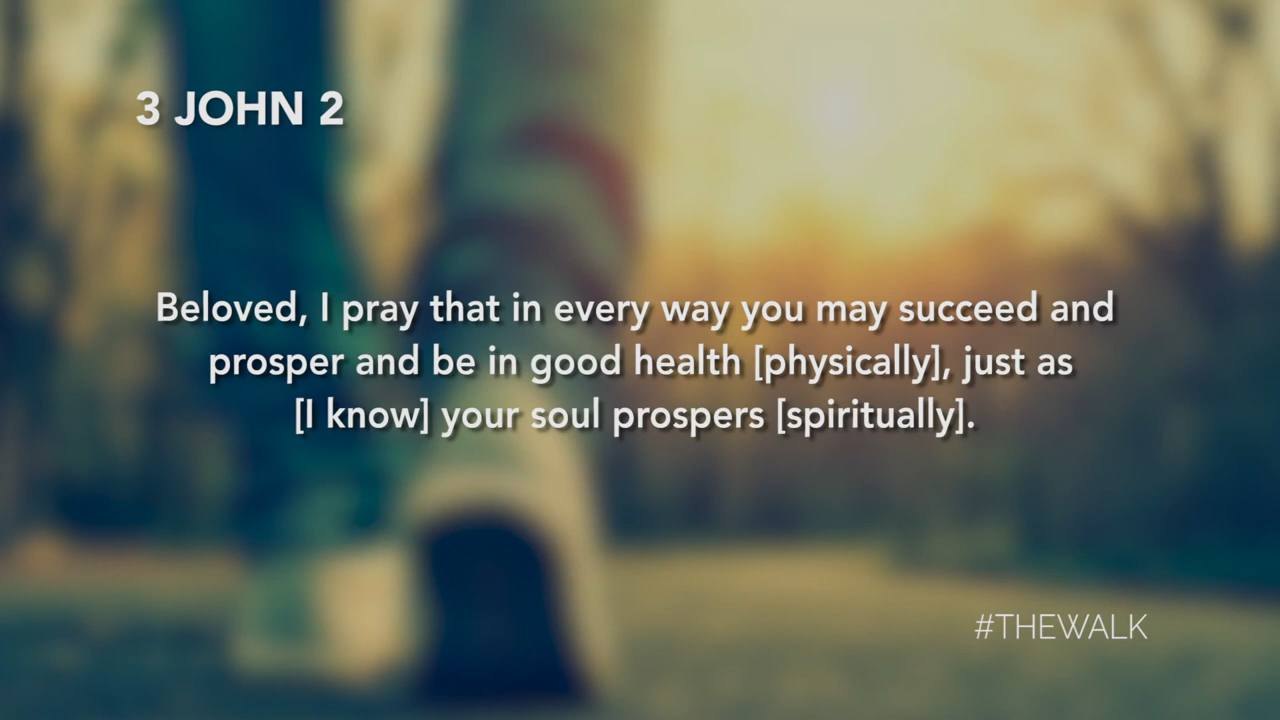 3 JOHN 2
Beloved, I pray that in every way you may succeed and
prosper and be in good health [physically], just as
[I know] your soul prospers [spiritually].
#THEWALK